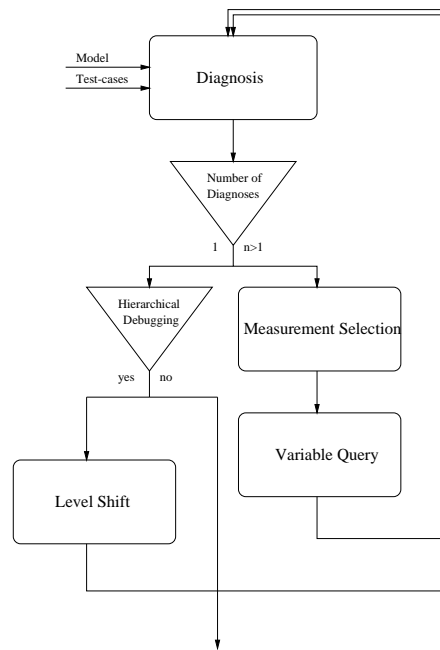 Model
Test-cases
Diagnosis
Number of
Diagnoses
1
n>1
Hierarchical
Debugging
Measurement Selection
yes
no
Variable Query
Level Shift